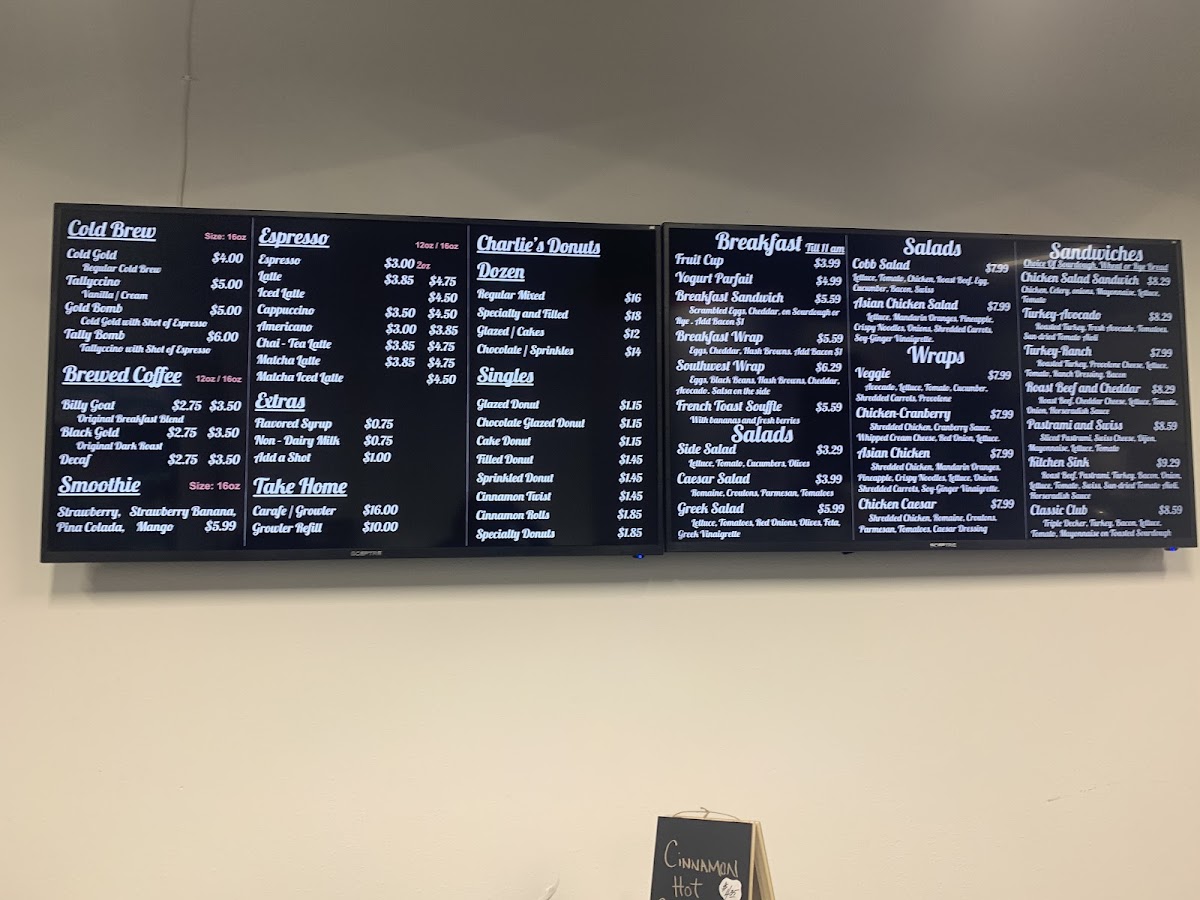 Cold Brew
Size: 16oz
Cold Gold $4.00
Regular Cold Brew
Tallyccino $5.00
Vanilla / Cream
Gold Bomb $5.00
Cold Gold with Shot of Espresso
Tally Bomb $6.00
Tallyccino with Shot of Espresso
Brewed Coffee 12oz / 16oz
Billy Goat $2.75 $3.50
Original Breakfast Blend
Black Gold $2.75 $3.50
Original Dark Roast
Decaf $2.75 $3.50
Smoothie Size: 16oz
Strawberry, Strawberry Banana,
Pina Colada, Mango $5.99
Espresso
12oz / 16oz
Espresso $3.00 2oz
Latte $3.85 $4.75
Iced Latte $4.50
Cappuccino $3.50 $4.50
Americano $3.00 $3.85
Chai - Tea Latte $3.85 $4.75
Matcha Latte $3.85 $4.75
Matcha Iced Latte $4.50
Extras
Flavored Syrup $0.75
Non - Dairy Milk $0.75
Add a Shot $1.00
Take Home
Carafe / Growler $16.00
Growler Refill $10.00
Charlie's Donuts
Dozen
Regular Mixed $16
Specialty and Filled $18
Glazed / Cakes $12
Chocolate / Sprinkles $14
Singles
Glazed Donut $1.15
Chocolate Glazed Donut $1.15
Cake Donut $1.15
Filled Donut $1.45
Sprinkled Donut $1.45
Cinnamon Twist $1.45
Cinnamon Rolls $1.85
Specialty Donuts $1.85
SCEPTRE
Breakfast Till 11 am
Fruit Cup $3.99
Yogurt Parfait $4.99
Breakfast Sandwich $5.59
Scrambled Eggs, Cheddar, on Sourdough or
Rye . Add Bacon $1
Breakfast Wrap $5.59
Eggs, Cheddar, Hash Browns, Add Bacon $1
Southwest Wrap $6.29
Eggs, Black Beans, Hash Browns, Cheddar,
Avocado . Salsa on the side
French Toast Souffle $5.59
With bananas and fresh berries
Salads
Side Salad $3.29
Lettuce, Tomato, Cucumbers, Olives
Caesar Salad $3.99
Romaine, Croutons, Parmesan, Tomatoes
Greek Salad $5.99
Lettuce, Tomatoes, Red Onions, Olives, Feta,
Greek Vinaigrette
Salads
Cobb Salad $7.99
Lettuce, Tomato, Chicken, Roast Beef, Egg,
Cucumber, Bacon, Swiss
Asian Chicken Salad $7.99
Lettuce, Mandarin Oranges, Pineapple,
Crispy Noodles, Onions, Shredded Carrots,
Soy-Ginger Vinaigrette.
Wraps
Veggie $7.99
Avocado, Lettuce, Tomato, Cucumber,
Shredded Carrots, Provolone
Chicken-Cranberry $7.99
Shredded Chicken, Cranberry Sauce,
Whipped Cream Cheese, Red Onion, Lettuce.
Asian Chicken $7.99
Shredded Chicken, Mandarin Oranges,
Pineapple, Crispy Noodles, Lettuce, Onions,
Shredded Carrots, Soy-Ginger Vinaigrette.
Chicken Caesar $7.99
Shredded Chicken, Romaine, Croutons,
Parmesan, Tomatoes, Caesar Dressing
Sandwiches
Choice Of Sourdough, Wheat or Rye Bread
Chicken Salad Sandwich $8.29
Chicken, Celery, onions, Mayonnaise, Lettuce,
Tomato
Turkey-Avocado $8.29
Roasted Turkey, Fresh Avocado, Tomatoes,
Sun-dried Tomato Aioli
Turkey-Ranch $7.99
Roasted Turkey, Provolone Cheese, Lettuce,
Tomato, Ranch Dressing, Bacon
Roast Beef and Cheddar $8.29
Roast Beef, Cheddar Cheese, Lettuce, Tomato,
Onion, Horseradish Sauce
Pastrami and Swiss $8.59
Sliced Pastrami, Swiss Cheese, Dijon,
Mayonnaise, Lettuce, Tomato
Kitchen Sink $9.29
Roast Beef, Pastrami, Turkey, Bacon, Onion,
Lettuce, Tomato, Swiss, Sun-dried Tomato Aioli,
Horseradish Sauce
Classic Club $8.59
Triple Decker, Turkey, Bacon, Lettuce,
Tomato, Mayonnaise on Toasted Sourdough
SCEPTRE
CINNAMON
HOT